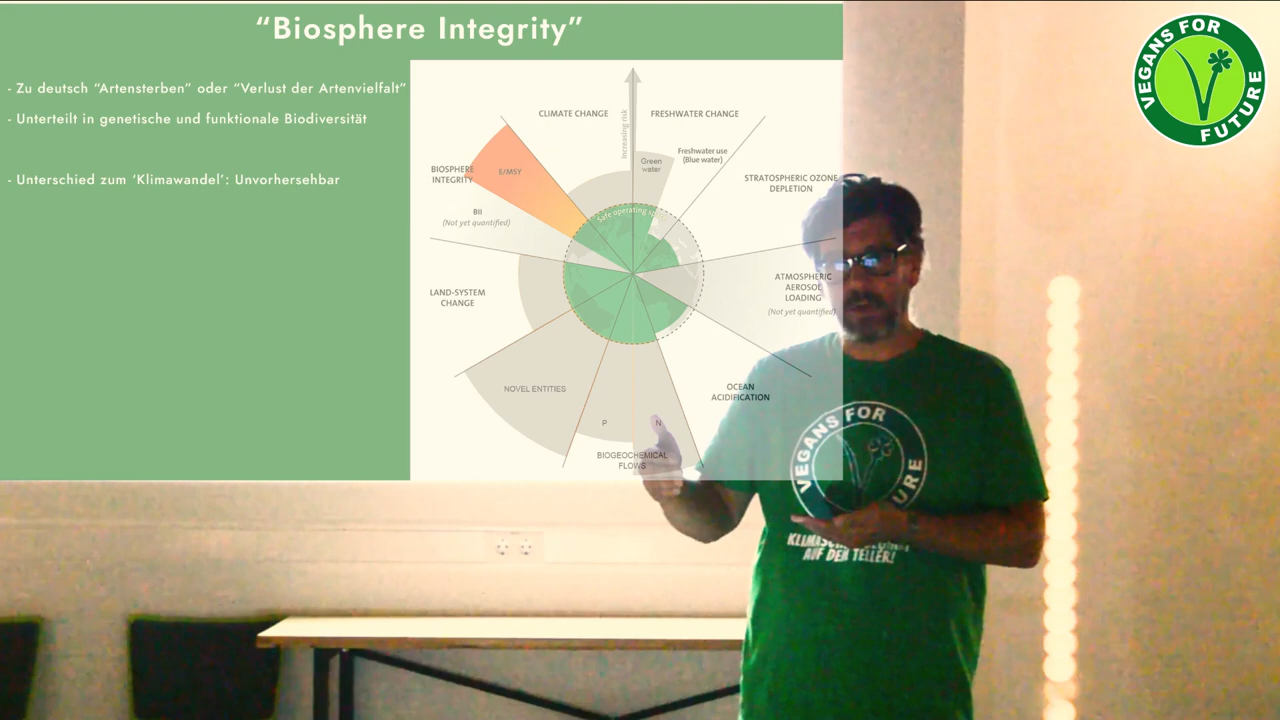 “Biosphere Integrity”
- Zu deutsch “Artensterben” oder “Verlust der Artenvielfalt”
- Unterteilt in genetische und funktionale Biodiversität
- Unterschied zum ‘Klimawandel’: Unvorhersehbar
CLIMATE CHANGE
Increasing risk
FRESHWATER CHANGE
Green
water
Freshwater use
(Blue water)
STRATOSPHERIC OZONE
DEPLETION
BIOSPHERE
INTEGRITY
E/MSY
BII
(Not yet quantified)
Safe operating
LAND-SYSTEM
CHANGE
ATMOSPHERIC
AEROSOL
LOADING
(Not yet quantified)
NOVEL ENTITIES
P
N
BIOGEOCHEMICAL
FLOWS
OCEAN
ACIDIFICATION
VEGANS FOR
FUTURE
VEGANS FOR
AUF DEN TELLER!